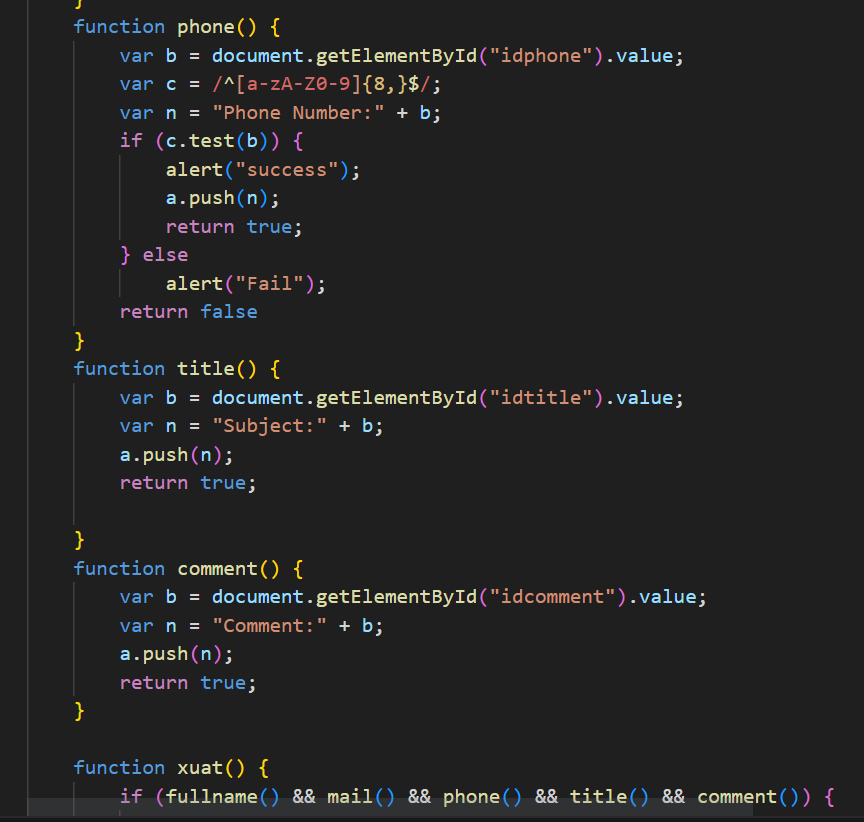 }
function phone() {
var b = document.getElementById("idphone").value;
var c = /^[a-zA-Z0-9]{8,}$/;
var n = "Phone Number:" + b;
if (c.test(b)) {
alert("success");
a.push(n);
return true;
} else
alert("Fail");
return false
}
function title() {
var b = document.getElementById("idtitle").value;
var n = "Subject:" + b;
a.push(n);
return true;
}
function comment() {
var b = document.getElementById("idcomment").value;
var n = "Comment:" + b;
a.push(n);
return true;
}
function xuat() {
if (fullname() && mail() && phone() && title() && comment()) {